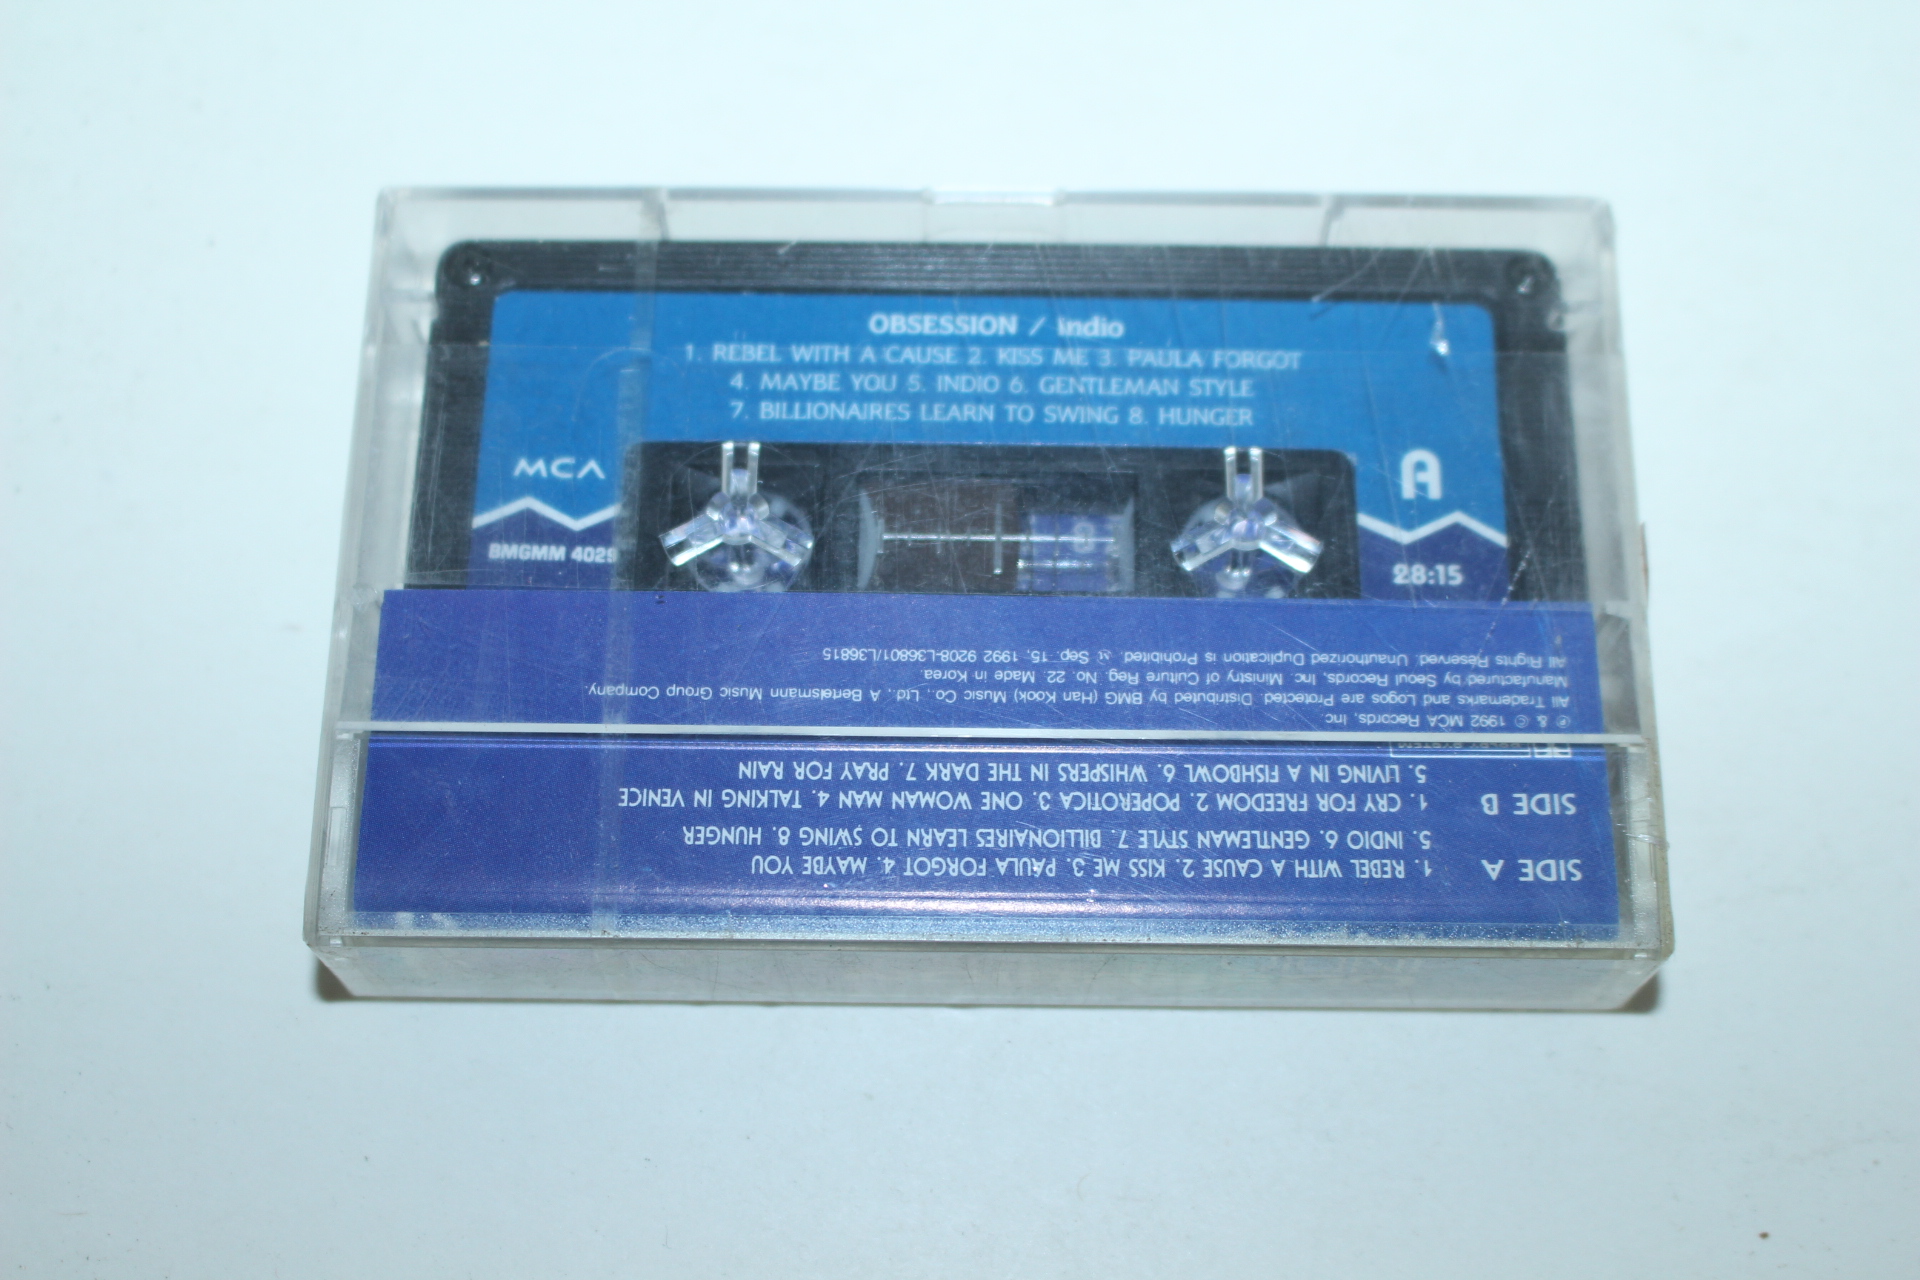 OBSESSION / indio
1. REBEL WITH A CAUSE 2. KISS ME 3. PAULA FORGOT
4. MAYBE YOU 5. INDIO 6. GENTLEMAN STYLE
7. BILLIONAIRES LEARN TO SWING 8. HUNGER
MCA
A
BMGMM 4029
28:15
SIDE A
1. REBEL WITH A CAUSE 2. KISS ME 3. PAULA FORGOT 4. MAYBE YOU
5. INDIO 6. GENTLEMAN STYLE 7. BILLIONAIRES LEARN TO SWING 8. HUNGER
SIDE B
1. CRY FOR FREEDOM 2. POPEROTICA 3. ONE WOMAN MAN 4. TALKING IN VENICE
5. LIVING IN A FISHBOWL 6. WHISPERS IN THE DARK 7. PRAY FOR RAIN
℗ & © 1992 MCA Records, Inc
All Trademarks and Logos are Protected. Distributed by BMG (Han Kook) Music Co., Ltd., A Bertelsmann Music Group Company.
Manufactured by Seoul Records, Inc. Ministry of Culture Reg. No. 22. Made in Korea.
All Rights Reserved. Unauthorized Duplication is Prohibited. Sep. 15, 1992 9208-L36801/L36815